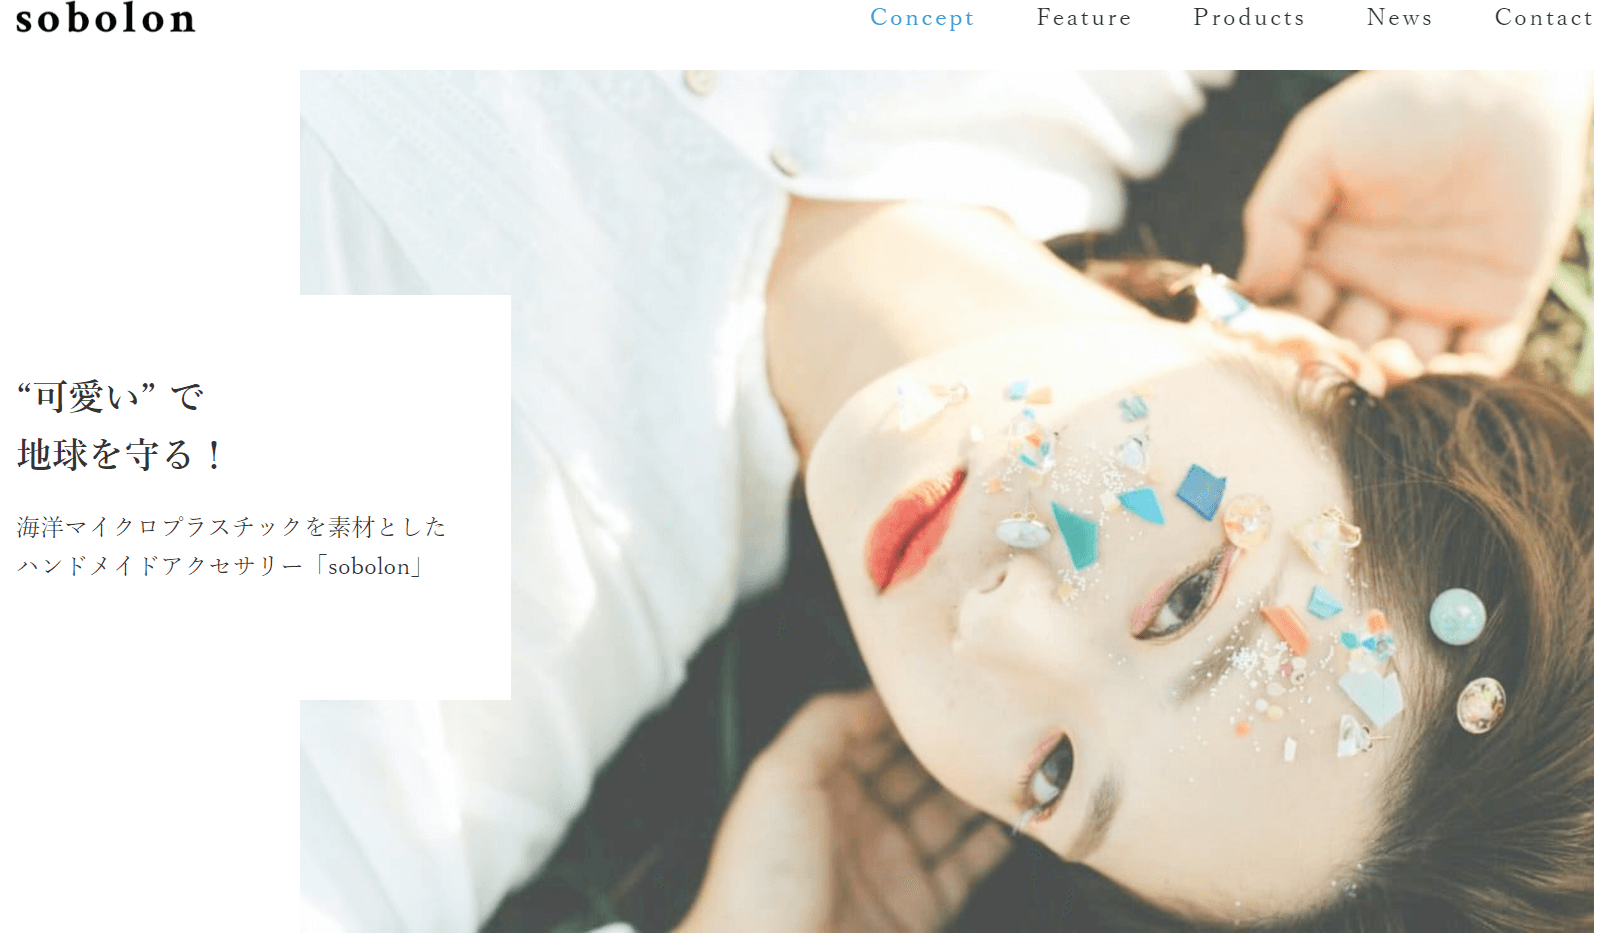 sobolon
Concept
Feature
Products
News
Contact
“可愛い” で
地球を守る！
海洋マイクロプラスチックを素材とした
ハンドメイドアクセサリー「sobolon」